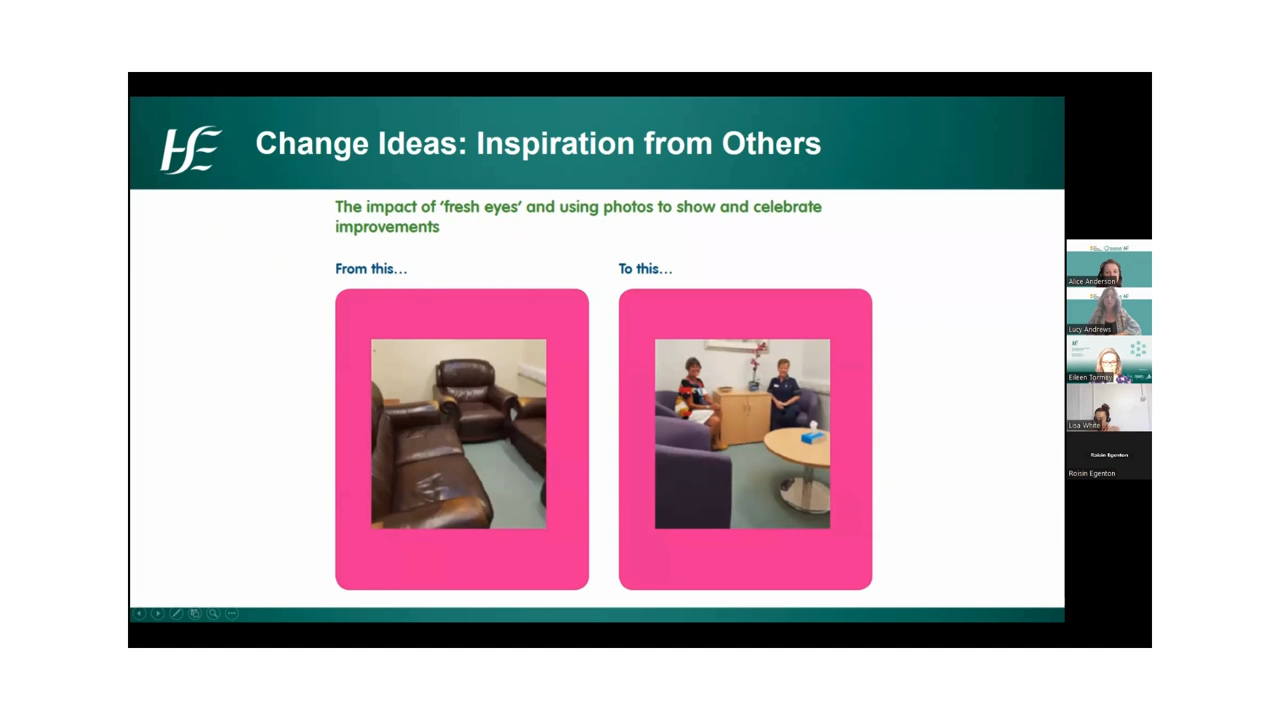 HSE
Change Ideas: Inspiration from Others
The impact of ‘fresh eyes’ and using photos to show and celebrate
improvements
From this...
To this...
Alice Anderson
Lucy Andrews
Eileen Tormey
Lisa White
Roisin Egenton
Roisin Egenton